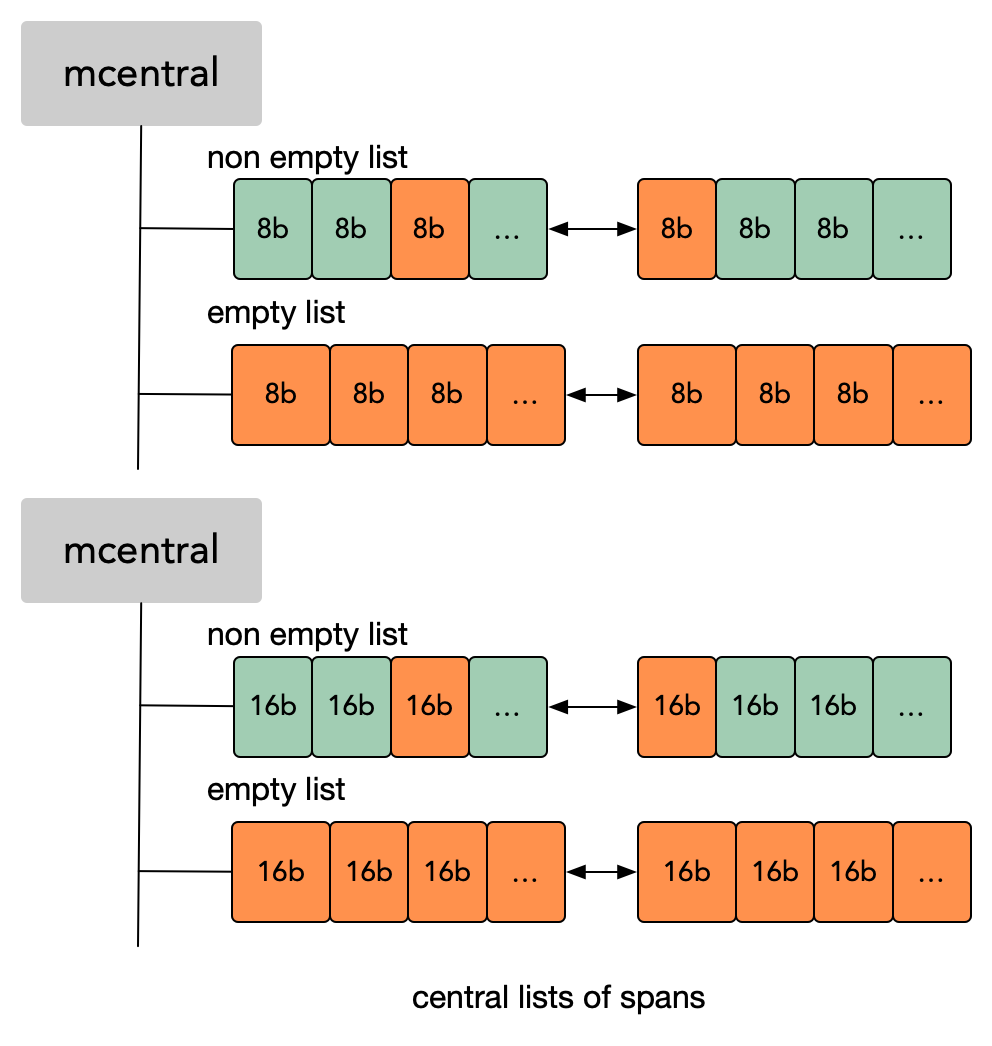 mcentral
non empty list
8b 8b 8b ... 8b 8b 8b ...
empty list
8b 8b 8b ... 8b 8b 8b ...
mcentral
non empty list
16b 16b 16b ... 16b 16b 16b ...
empty list
16b 16b 16b ... 16b 16b 16b ...
central lists of spans